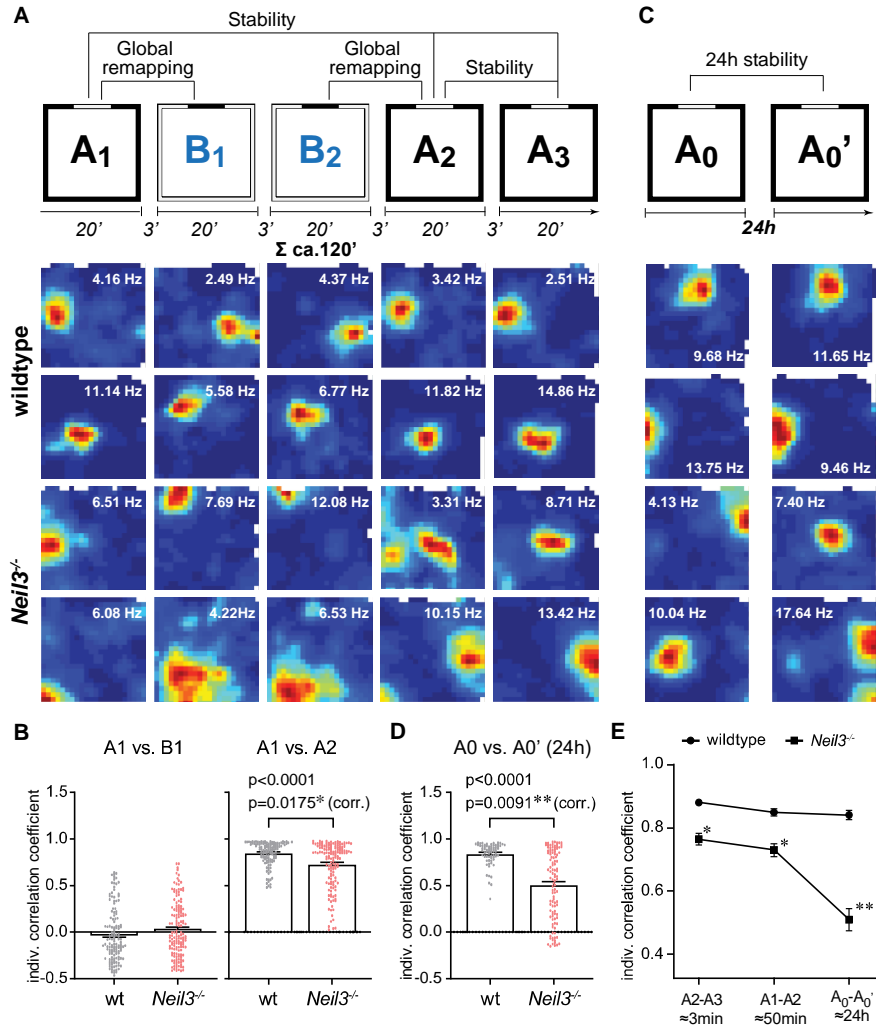 A
Stability
Global remapping
Global remapping
Stability
A1
B1
B2
A2
A3
20' 3' 20' 20' 3' 20' 3' 20'
Σ ca.120'
C
24h stability
A0
A0'
24h
wildtype
4.16 Hz 2.49 Hz 4.37 Hz 3.42 Hz 2.51 Hz
9.68 Hz 11.65 Hz
11.14 Hz 5.58 Hz 6.77 Hz 11.82 Hz 14.86 Hz
13.75 Hz 9.46 Hz
Neil3-/-
6.51 Hz 7.69 Hz 12.08 Hz 3.31 Hz 8.71 Hz
4.13 Hz 7.40 Hz
6.08 Hz 4.22Hz 6.53 Hz 10.15 Hz 13.42 Hz
10.04 Hz 17.64 Hz
B
A1 vs. B1
indiv. correlation coefficient
1.5
1.0
0.5
0.0
-0.5
wt Neil3-/-
A1 vs. A2
p<0.0001
p=0.0175* (corr.)
wt Neil3-/-
D
A0 vs. A0' (24h)
p<0.0001
p=0.0091** (corr.)
indiv. correlation coefficient
1.5
1.0
0.5
0.0
-0.5
wt Neil3-/-
E
wildtype Neil3-/-
indiv. correlation coefficient
1.0
0.8
0.6
0.4
*
*
**
A2-A3 A1-A2 A0-A0'
≈3min ≈50min ≈24h